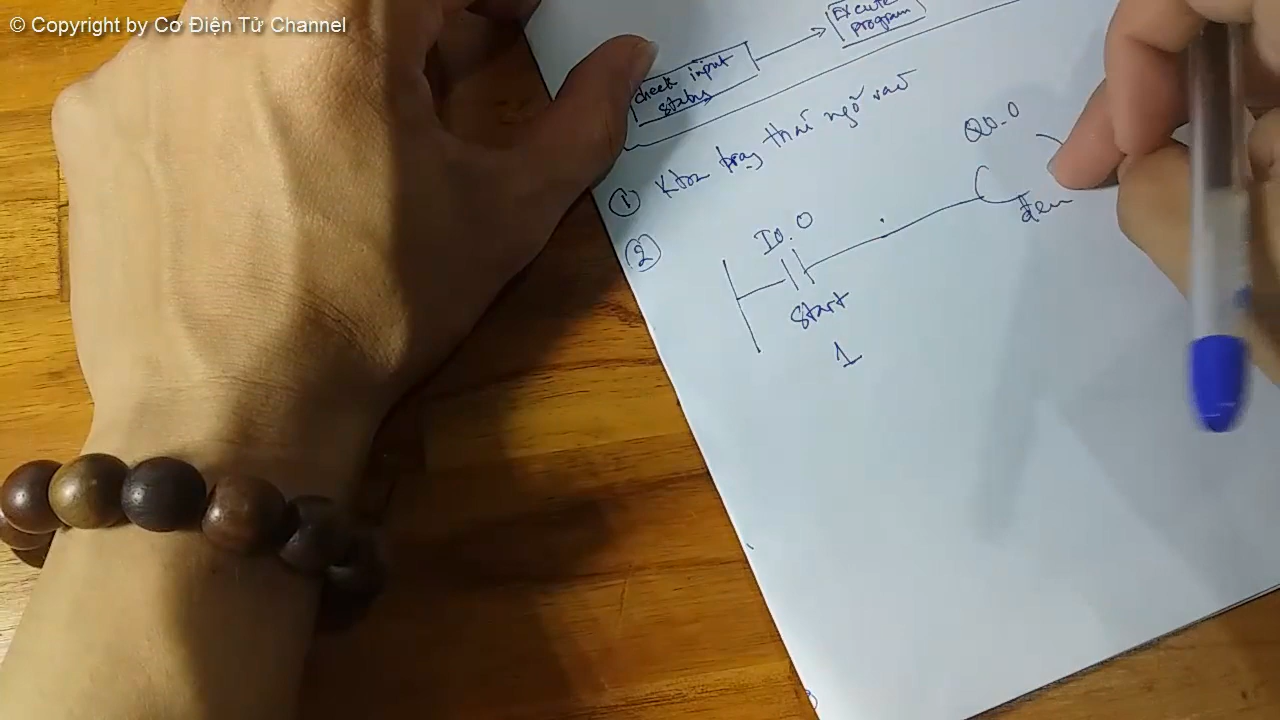 © Copyright by Cơ Điện Tử Channel
Execute
program
check input
status
① trạng thái ngõ vào
②
I0.0
Q0.0
Start
đèn
1